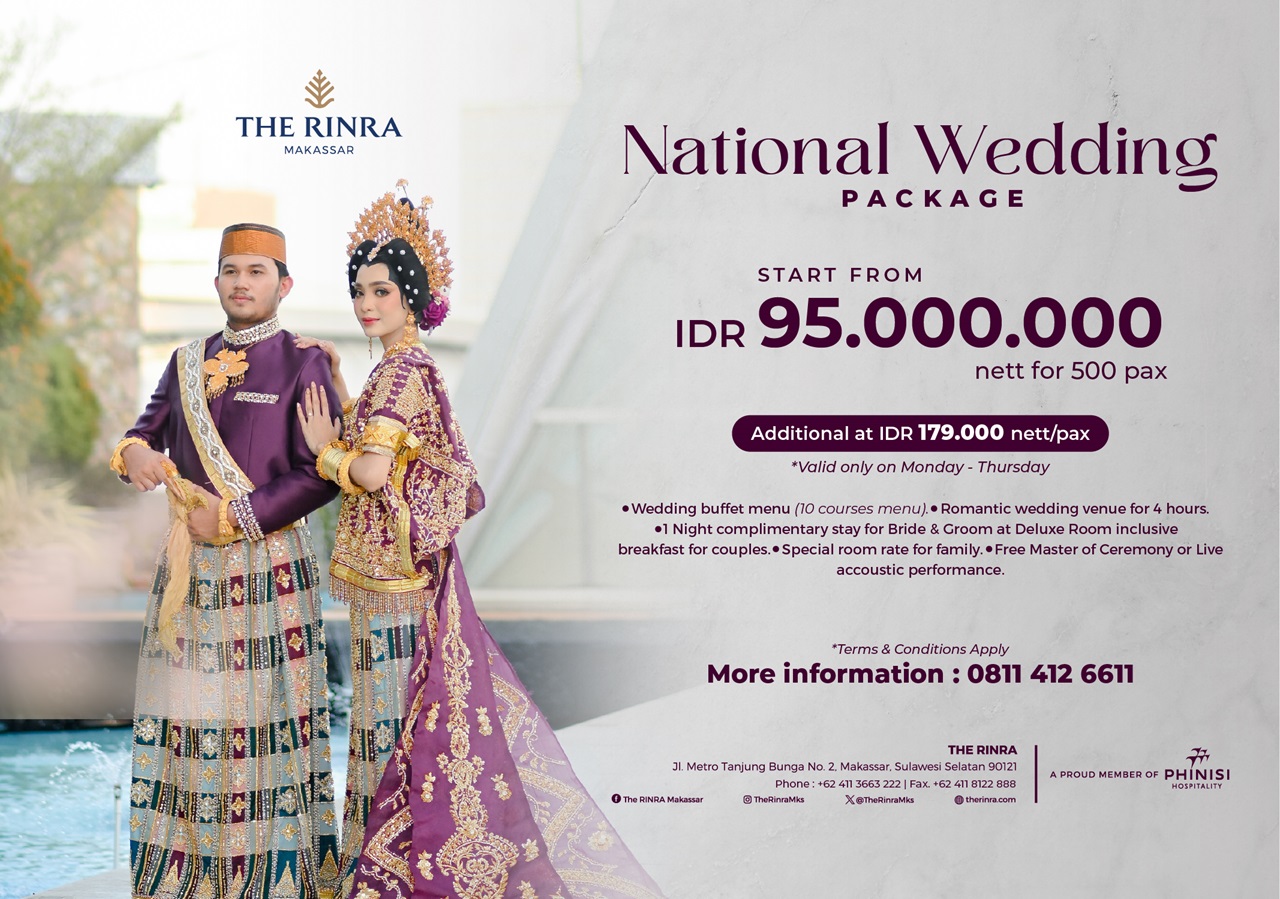 THE RINRA
MAKASSAR
National Wedding
PACKAGE
START FROM
IDR 95.000.000
nett for 500 pax
Additional at IDR 179.000 nett/pax
*Valid only on Monday - Thursday
•Wedding buffet menu (10 courses menu).• Romantic wedding venue for 4 hours.
•1 Night complimentary stay for Bride & Groom at Deluxe Room inclusive
breakfast for couples.•Special room rate for family.•Free Master of Ceremony or Live
accoustic performance.
*Terms & Conditions Apply
More information : 0811 412 6611
THE RINRA
Jl. Metro Tanjung Bunga No. 2, Makassar, Sulawesi Selatan 90121
Phone : +62 411 3663 222 | Fax. +62 411 8122 888
The RINRA Makassar TheRinraMks @TheRinraMks therinra.com
A PROUD MEMBER OF PHINISI
HOSPITALITY